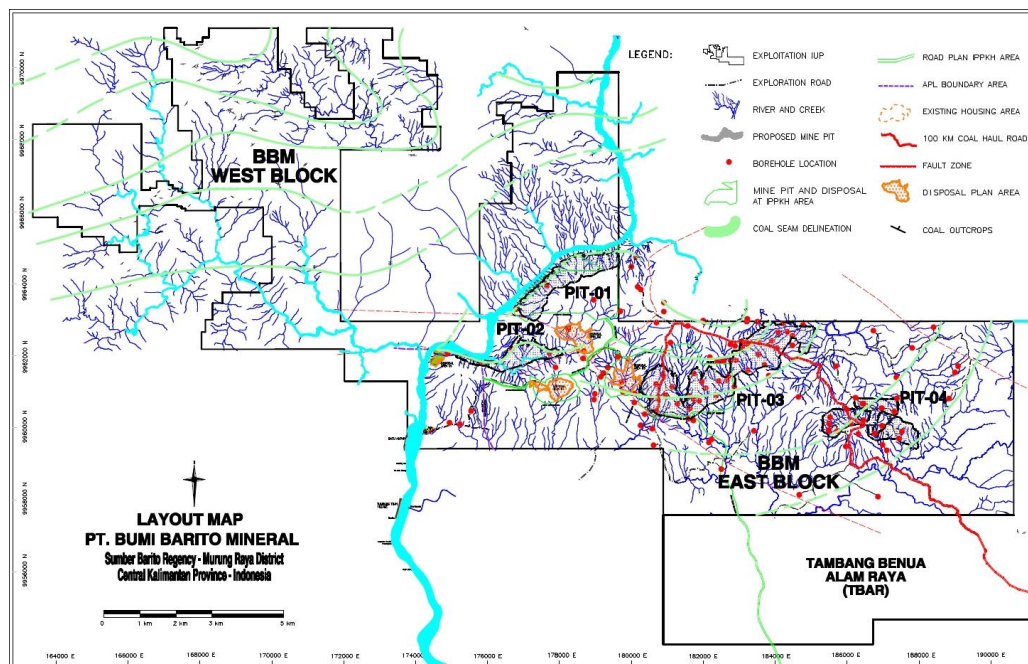 LEGEND:
EXPLOITATION IUP
EXPLORATION ROAD
RIVER AND CREEK
PROPOSED MINE PIT
BOREHOLE LOCATION
MINE PIT AND DISPOSAL
AT IPPKH AREA
COAL SEAM DELINEATION
ROAD PLAN IPPKH AREA
APL BOUNDARY AREA
EXISTING HOUSING AREA
100 KM COAL HAUL ROAD
FAULT ZONE
DISPOSAL PLAN AREA
COAL OUTCROPS
9970000 N
9968000 N
9966000 N
9964000 N
9962000 N
9960000 N
9958000 N
9956000 N
BBM
WEST BLOCK
PIT-01
PIT-02
PIT-03
PIT-04
BBM
EAST BLOCK
LAYOUT MAP
PT. BUMI BARITO MINERAL
Sumber Barito Regency - Murung Raya District
Central Kalimantan Province - Indonesia
0 1 km 2 km 3 km 5 km
TAMBANG BENUA
ALAM RAYA
(TBAR)
164000 E 166000 E 168000 E 170000 E 172000 E 174000 E 176000 E 178000 E 180000 E 182000 E 184000 E 186000 E 188000 E 190000 E